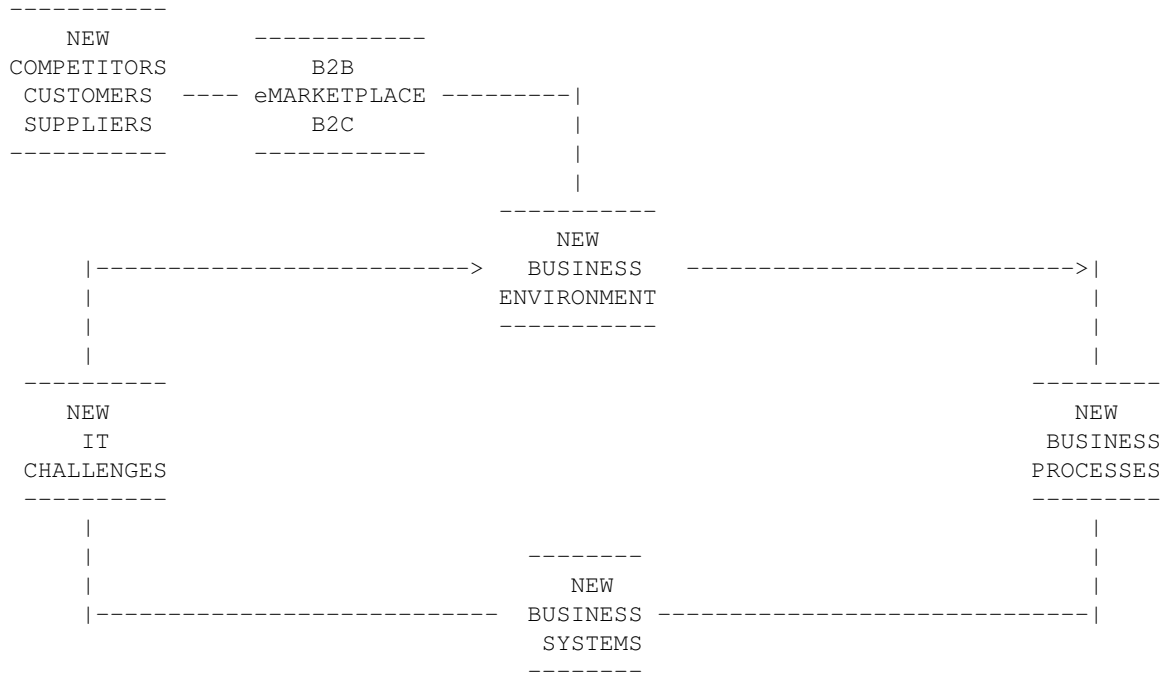 NEW
COMPETITORS
CUSTOMERS
SUPPLIERS
B2B
eMARKETPLACE
B2C
NEW
BUSINESS
ENVIRONMENT
NEW
IT
CHALLENGES
NEW
BUSINESS
PROCESSES
NEW
BUSINESS
SYSTEMS